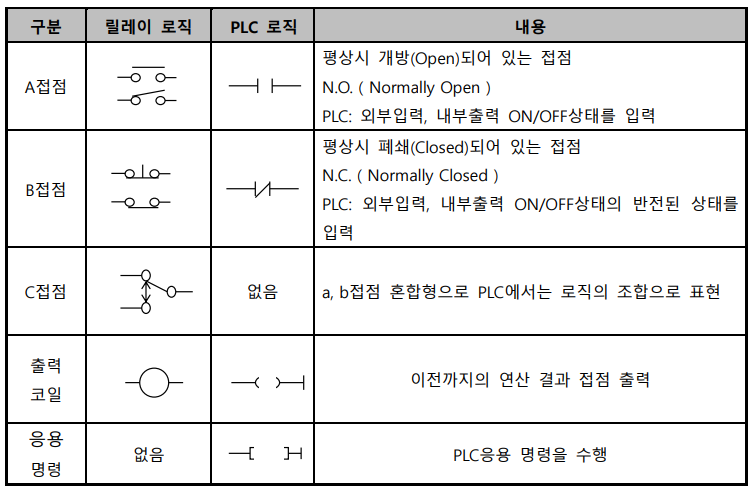 구분 릴레이 로직 PLC 로직 내용
A접점
평상시 개방(Open)되어 있는 접점
N.O. ( Normally Open )
PLC: 외부입력, 내부출력 ON/OFF상태를 입력
B접점
평상시 폐쇄(Closed)되어 있는 접점
N.C. ( Normally Closed )
PLC: 외부입력, 내부출력 ON/OFF상태의 반전된 상태를
입력
C접점 없음 a, b접점 혼합형으로 PLC에서는 로직의 조합으로 표현
출력
코일
이전까지의 연산 결과 접점 출력
응용
명령
없음 PLC응용 명령을 수행